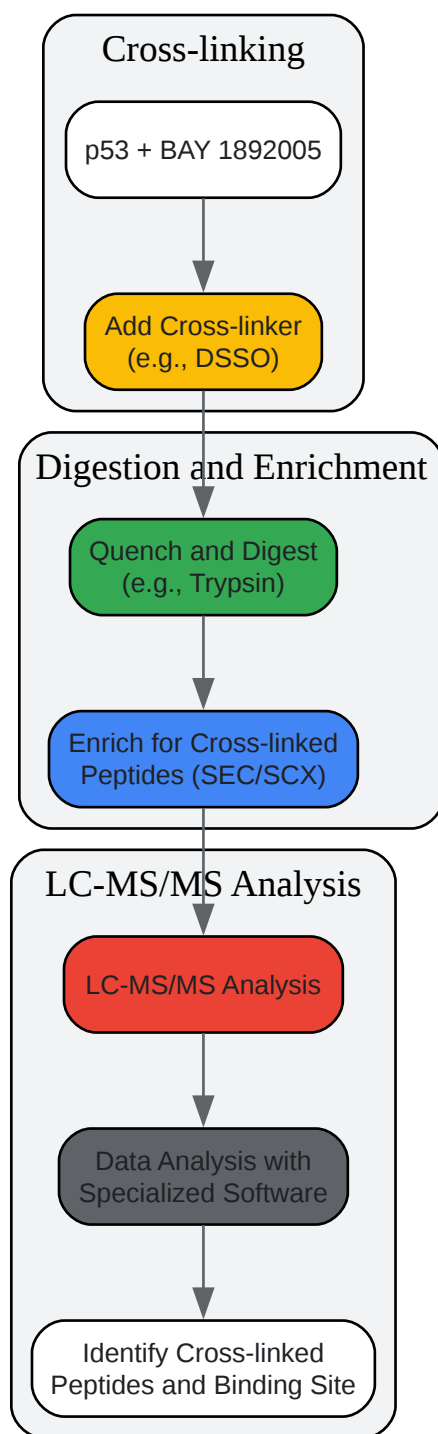 Cross-linking
p53 + BAY 1892005
Add Cross-linker
(e.g., DSSO)
Digestion and Enrichment
Quench and Digest
(e.g., Trypsin)
Enrich for Cross-linked
Peptides (SEC/SCX)
LC-MS/MS Analysis
LC-MS/MS Analysis
Data Analysis with
Specialized Software
Identify Cross-linked
Peptides and Binding Site